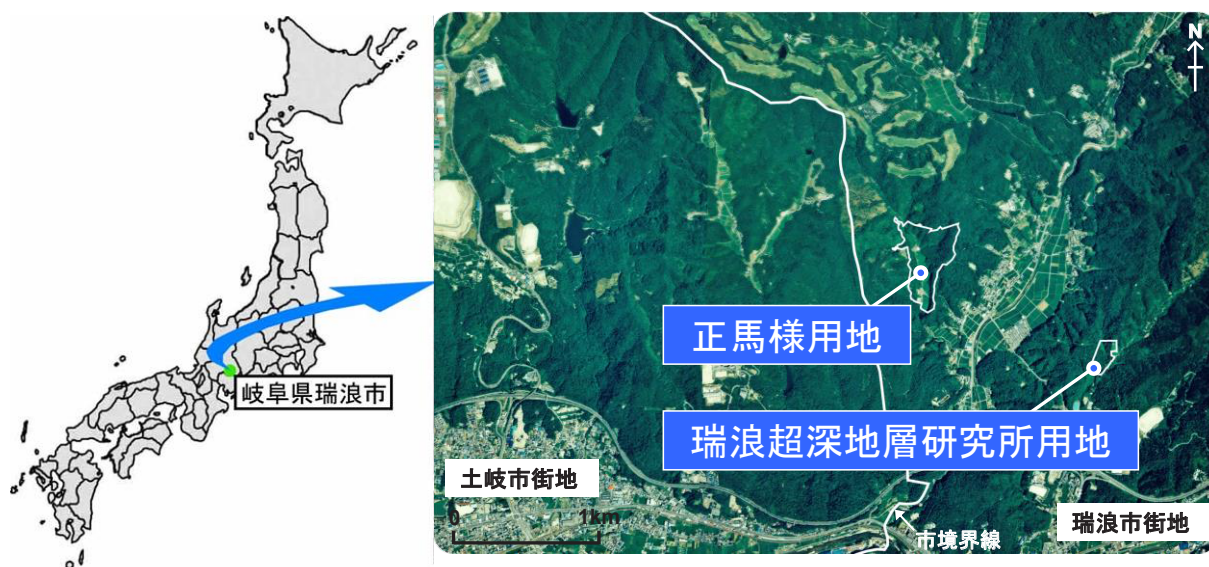 岐阜県瑞浪市
N
正馬様用地
瑞浪超深地層研究所用地
土岐市街地
0 1km
瑞浪市街地
市境界線